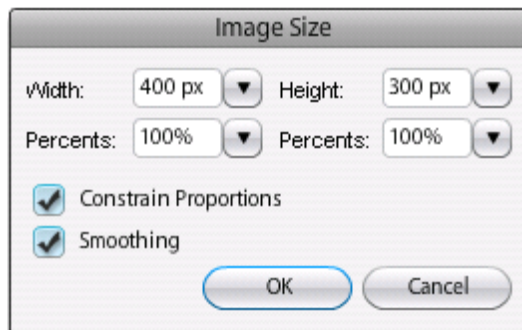 Image Size
Width: 400 px Height: 300 px
Percents: 100% Percents: 100%
Constrain Proportions
Smoothing
OK Cancel